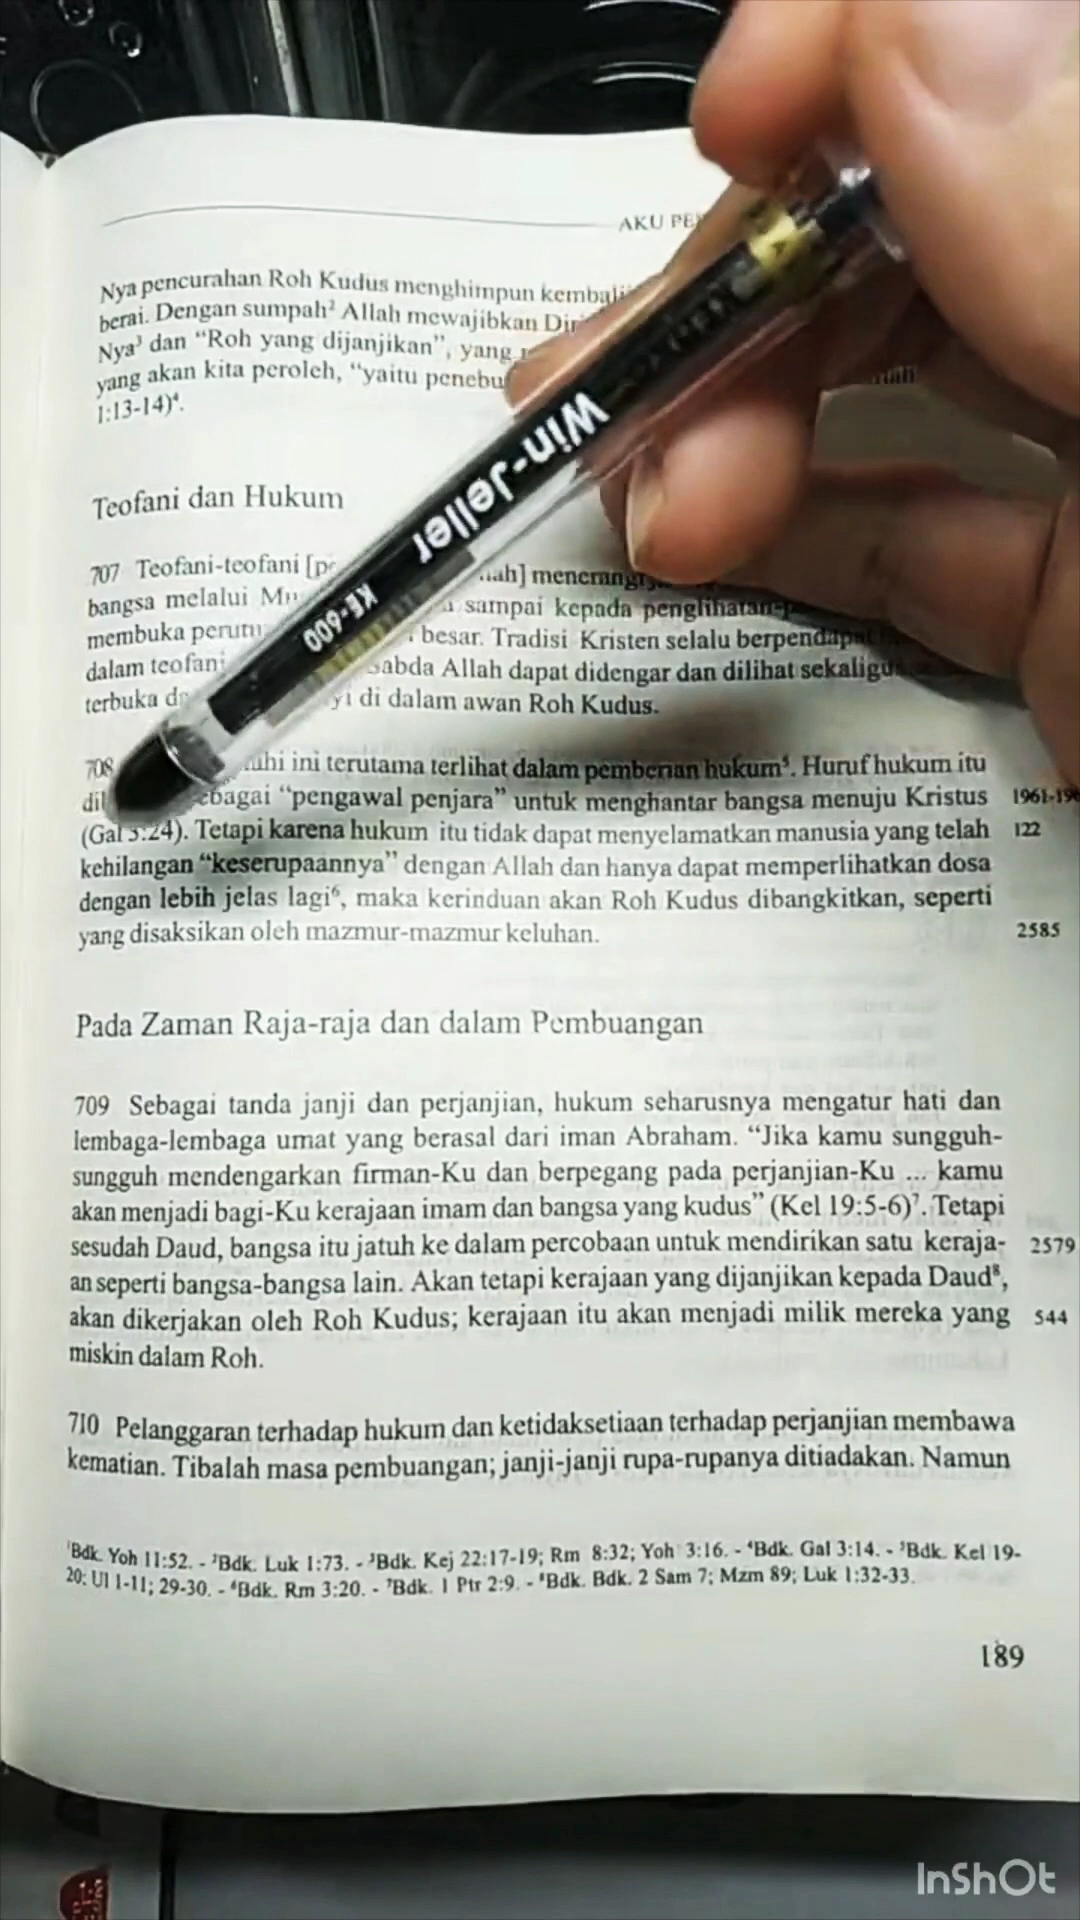 AKU PE
Nya pencurahan Roh Kudus menghimpun kembali
berai. Dengan sumpah² Allah mewajibkan Dir
Nya³ dan “Roh yang dijanjikan”, yang
yang akan kita peroleh, “yaitu penebu
1:13-14)⁴.
Teofani dan Hukum
707 Teofani-teofani [pe nah] menerangi
bangsa melalui Mu sampai kepada penglihatan-p
membuka perutu besar. Tradisi Kristen selalu berpendapat
dalam teofani Sabda Allah dapat didengar dan dilihat sekaligus
terbuka da yi di dalam awan Roh Kudus.
708 ahi ini terutama terlihat dalam pemberian hukum⁵. Huruf hukum itu
di ebagai “pengawal penjara” untuk menghantar bangsa menuju Kristus 1961-196
(Gal 3:24). Tetapi karena hukum itu tidak dapat menyelamatkan manusia yang telah 122
kehilangan “keserupaannya” dengan Allah dan hanya dapat memperlihatkan dosa
dengan lebih jelas lagi⁶, maka kerinduan akan Roh Kudus dibangkitkan, seperti
yang disaksikan oleh mazmur-mazmur keluhan. 2585
Pada Zaman Raja-raja dan dalam Pembuangan
709 Sebagai tanda janji dan perjanjian, hukum seharusnya mengatur hati dan
lembaga-lembaga umat yang berasal dari iman Abraham. “Jika kamu sungguh-
sungguh mendengarkan firman-Ku dan berpegang pada perjanjian-Ku ... kamu
akan menjadi bagi-Ku kerajaan imam dan bangsa yang kudus” (Kel 19:5-6)⁷. Tetapi
sesudah Daud, bangsa itu jatuh ke dalam percobaan untuk mendirikan satu keraja- 2579
an seperti bangsa-bangsa lain. Akan tetapi kerajaan yang dijanjikan kepada Daud⁸,
akan dikerjakan oleh Roh Kudus; kerajaan itu akan menjadi milik mereka yang 544
miskin dalam Roh.
710 Pelanggaran terhadap hukum dan ketidaksetiaan terhadap perjanjian membawa
kematian. Tibalah masa pembuangan; janji-janji rupa-rupanya ditiadakan. Namun
¹Bdk. Yoh 11:52. - ²Bdk. Luk 1:73. - ³Bdk. Kej 22:17-19; Rm 8:32; Yoh 3:16. - ⁴Bdk. Gal 3:14. - ⁵Bdk. Kel 19-
20; Ul 1-11; 29-30. - ⁶Bdk. Rm 3:20. - ⁷Bdk. 1 Ptr 2:9. - ⁸Bdk. Bdk. 2 Sam 7; Mzm 89; Luk 1:32-33.
189
Win-Jeller
KE-600
InShOt